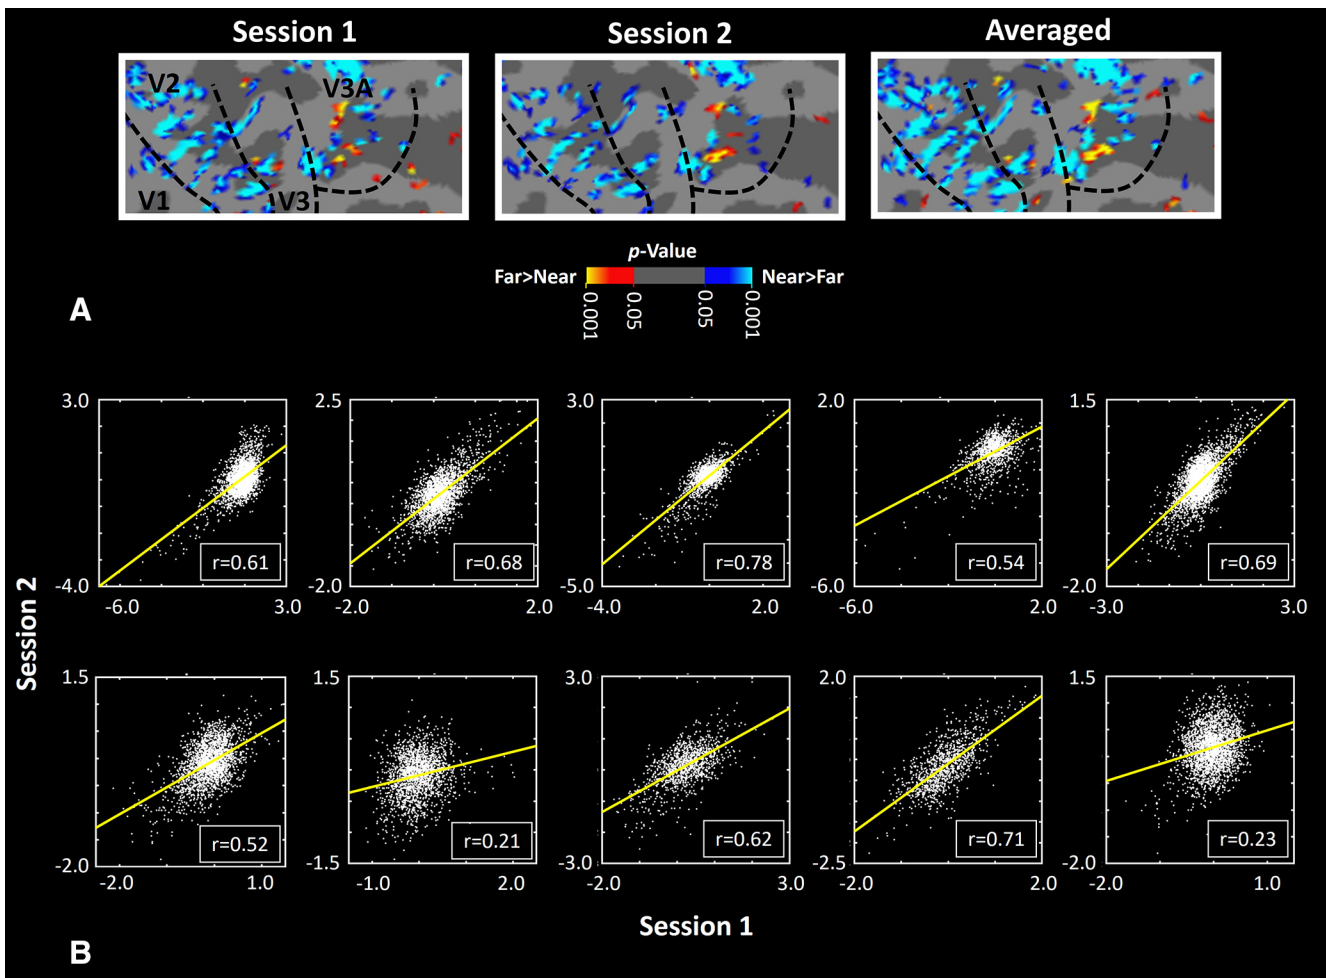 Session 1
Session 2
Averaged
V2
V3A
V1
V3
p-Value
Far>Near
Near>Far
0.001
0.05
0.05
0.001
A
3.0
2.5
3.0
2.0
1.5
r=0.61
r=0.68
r=0.78
r=0.54
r=0.69
-4.0
-2.0
-5.0
-6.0
-2.0
-6.0
3.0
-2.0
2.0
-4.0
2.0
-6.0
2.0
-3.0
3.0
Session 2
1.5
1.5
3.0
2.0
1.5
r=0.52
r=0.21
r=0.62
r=0.71
r=0.23
-2.0
-1.5
-3.0
-2.5
-2.0
-2.0
1.0
-1.0
2.0
-2.0
3.0
-2.0
2.0
-2.0
1.0
Session 1
B